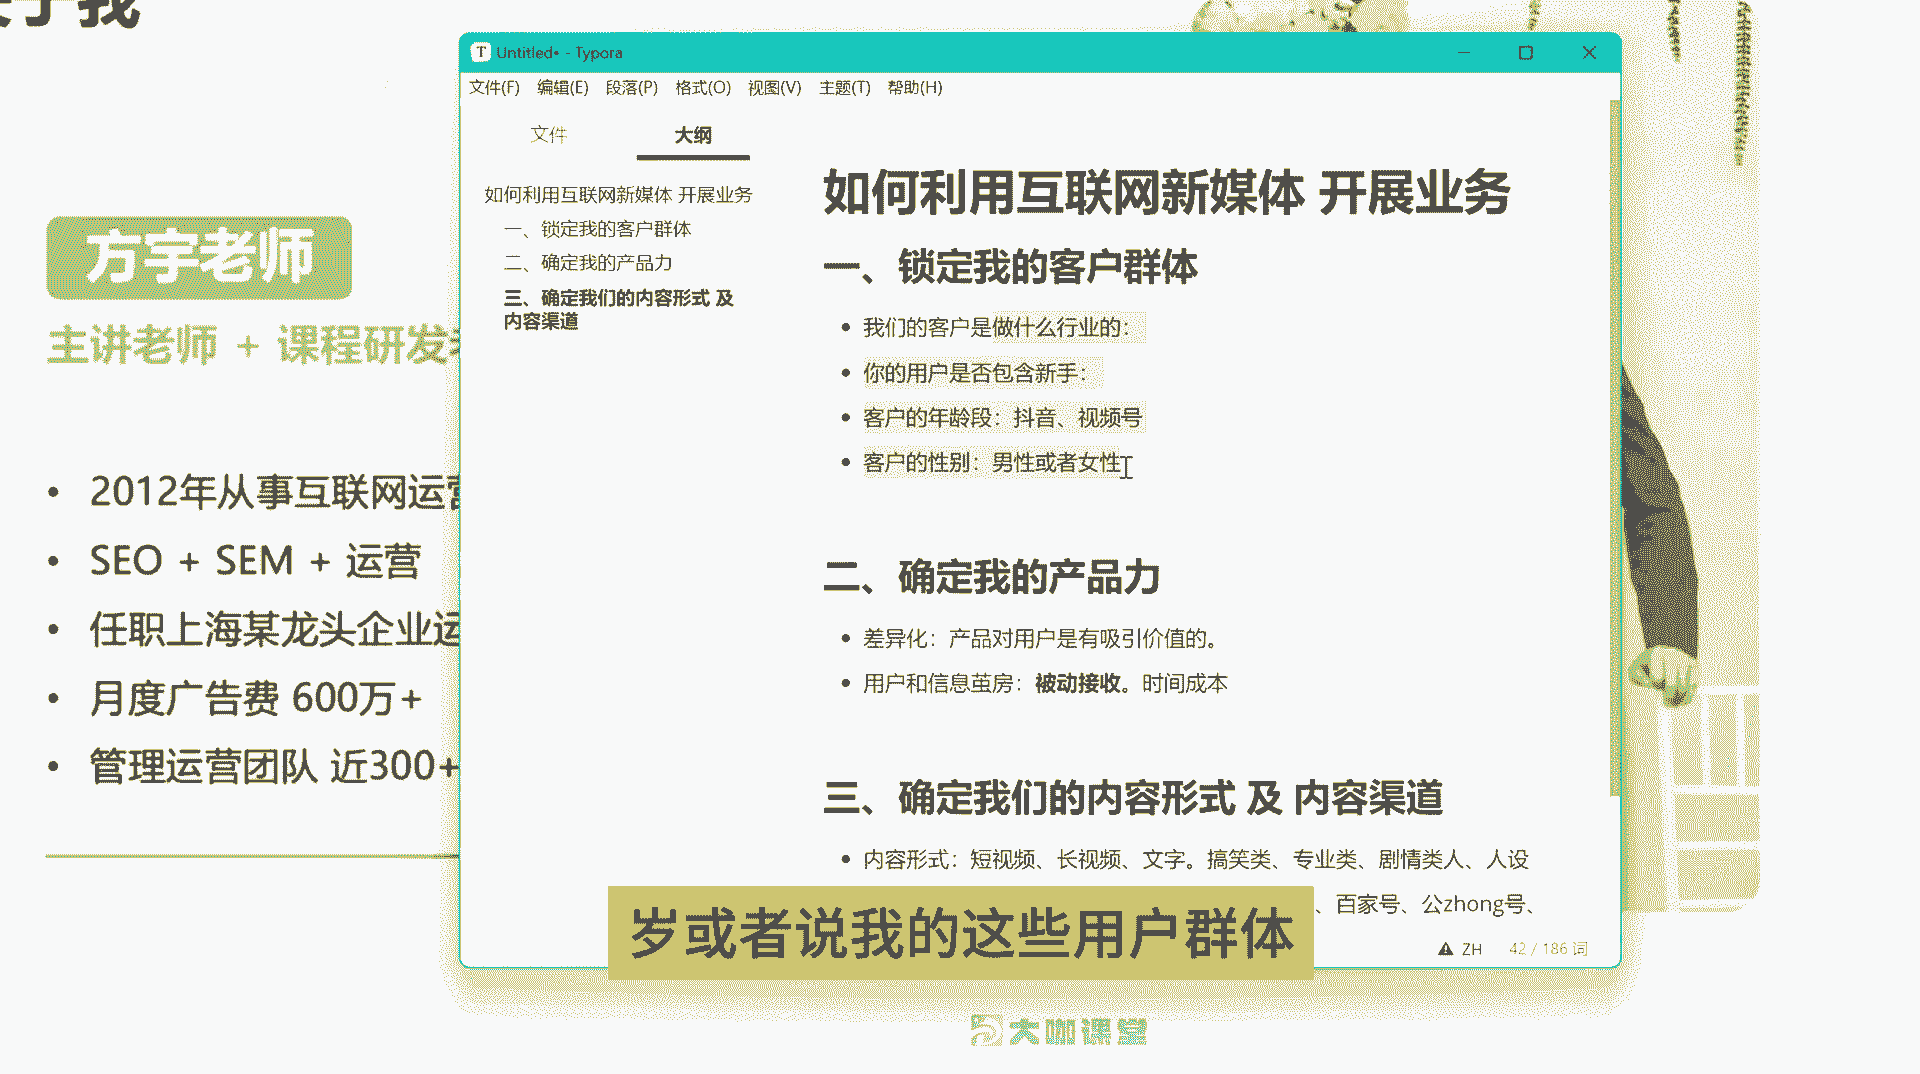 关于我
Untitled• - Typora
文件(F) 编辑(E) 段落(P) 格式(O) 视图(V) 主题(T) 帮助(H)
文件 大纲
如何利用互联网新媒体 开展业务
一、锁定我的客户群体
二、确定我的产品力
三、确定我们的内容形式 及
内容渠道
如何利用互联网新媒体 开展业务
一、锁定我的客户群体
我们的客户是做什么行业的：
你的用户是否包含新手：
客户的年龄段：抖音、视频号
客户的性别：男性或者女性
二、确定我的产品力
差异化：产品对用户是有吸引价值的。
用户和信息茧房：被动接收。时间成本
三、确定我们的内容形式 及 内容渠道
内容形式：短视频、长视频、文字。搞笑类、专业类、剧情类人、人设
、百家号、公zhong号、
ZH 42 / 186 词
方宇老师
主讲老师 + 课程研发
2012年从事互联网运营
SEO + SEM + 运营
任职上海某龙头企业运
月度广告费 600万+
管理运营团队 近300+
岁或者说我的这些用户群体
大咖课堂